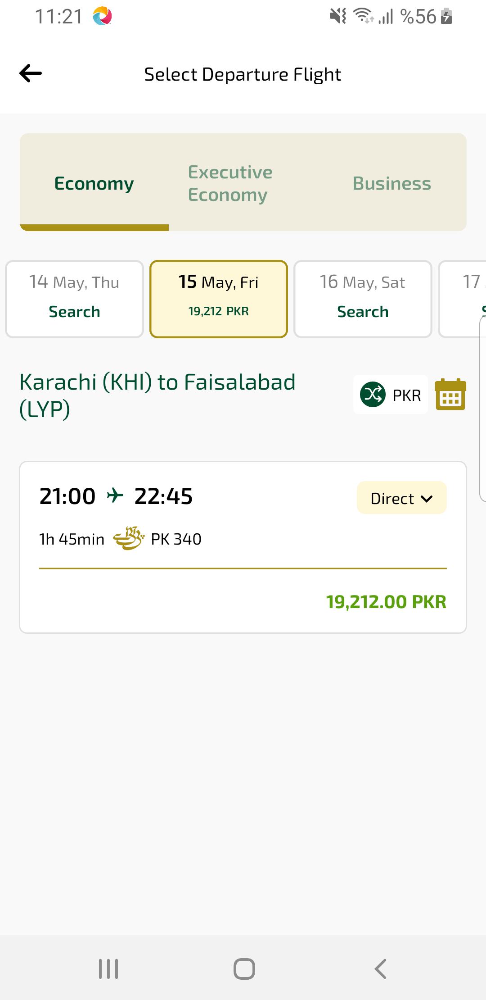 11:21 %56
Select Departure Flight
Economy
Executive
Economy
Business
14 May, Thu
Search
15 May, Fri
19,212 PKR
16 May, Sat
Search
17
Karachi (KHI) to Faisalabad
(LYP)
PKR
21:00 22:45
Direct
1h 45min PK 340
19,212.00 PKR